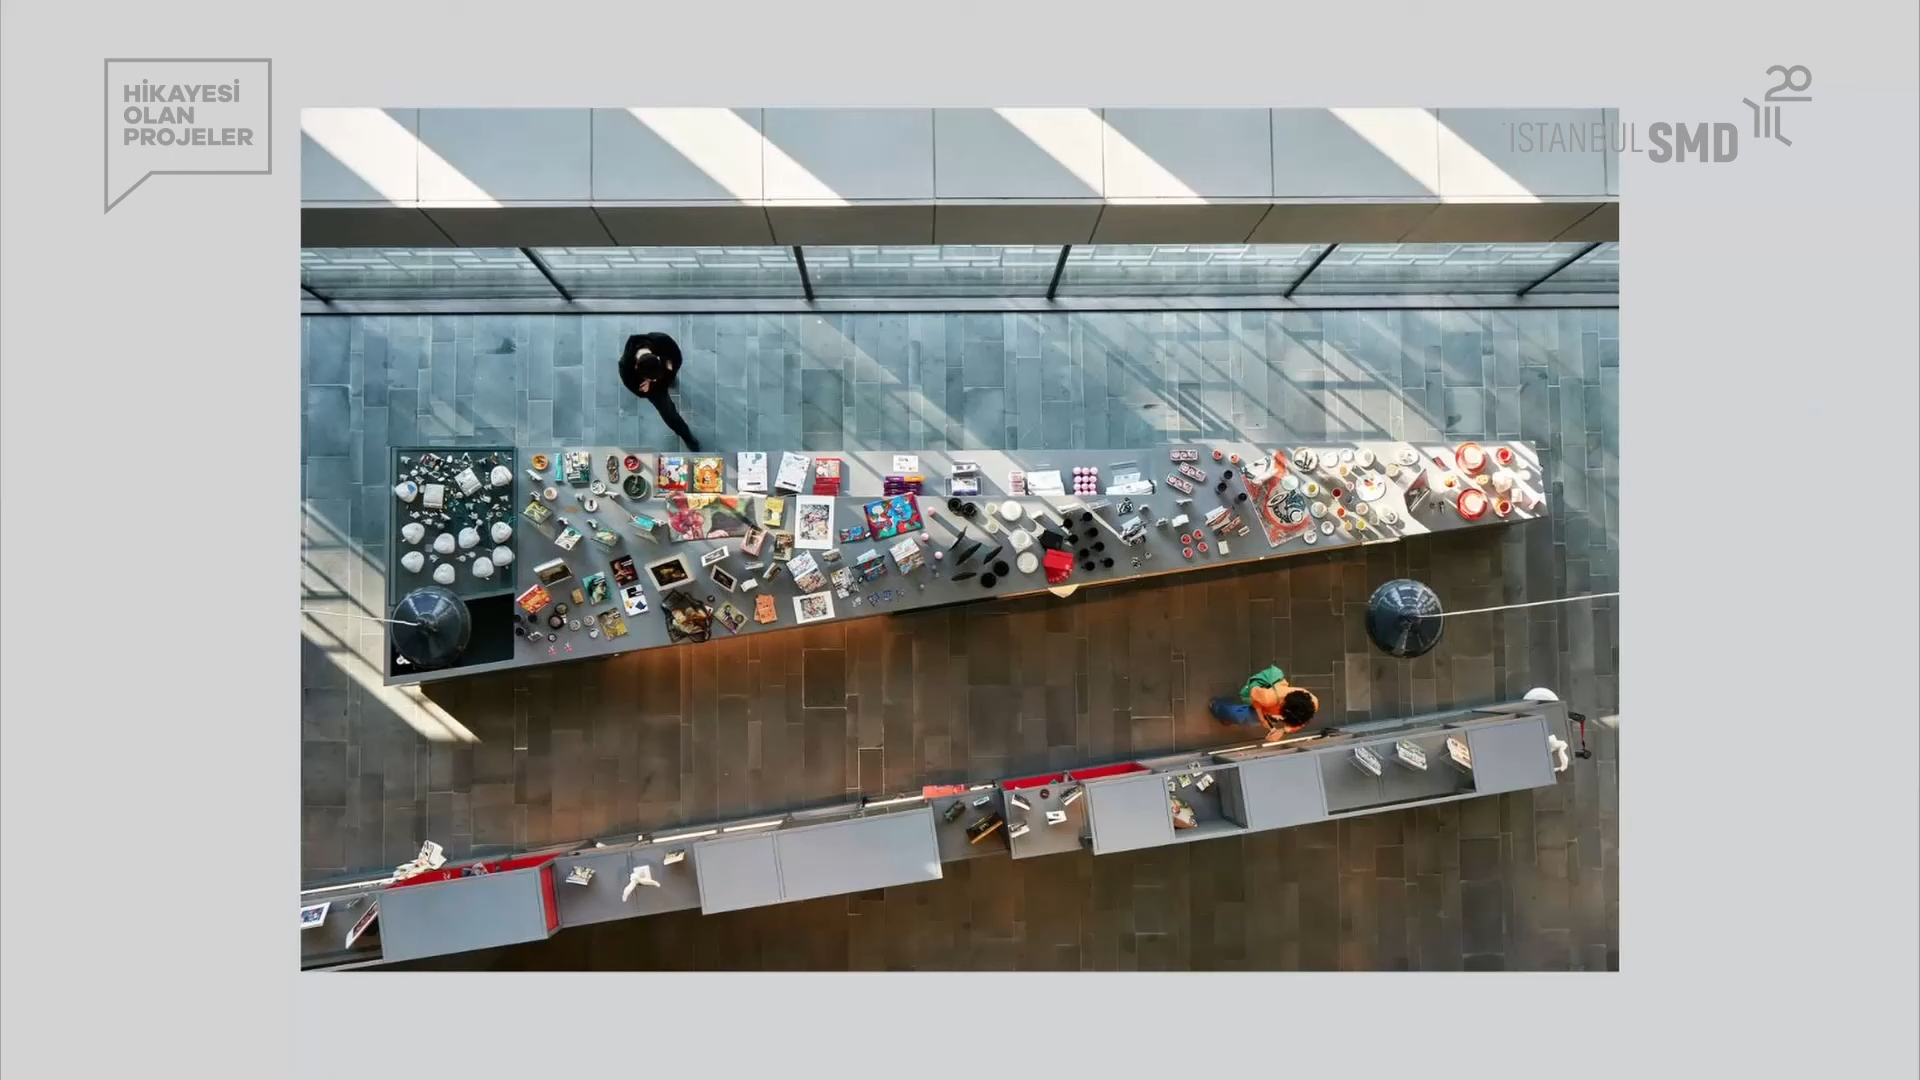 HİKAYESİ
OLAN
PROJELER
20
YIL
İSTANBUL SMD